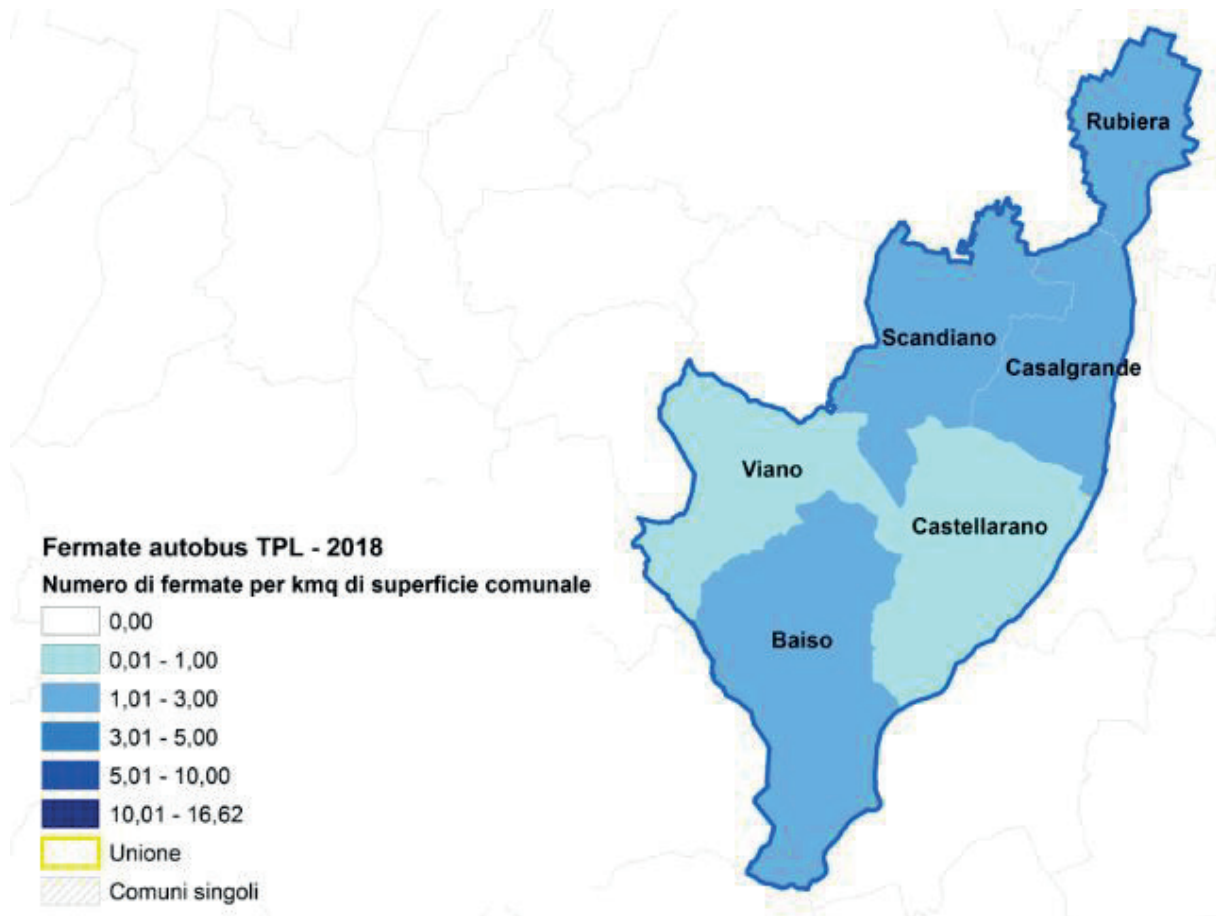 Rubiera
Scandiano
Casalgrande
Viano
Castellarano
Baiso
Fermate autobus TPL - 2018
Numero di fermate per kmq di superficie comunale
0,00
0,01 - 1,00
1,01 - 3,00
3,01 - 5,00
5,01 - 10,00
10,01 - 16,62
Unione
Comuni singoli